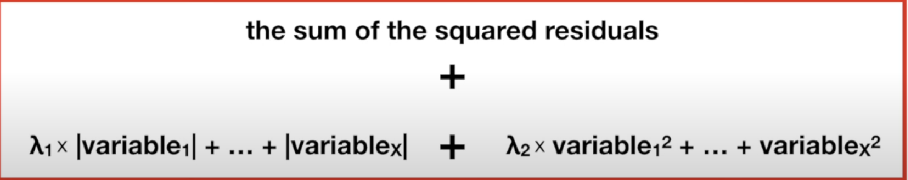 the sum of the squared residuals
+
λ₁ × |variable₁| + ... + |variableₓ| + λ₂ × variable₁² + ... + variableₓ²